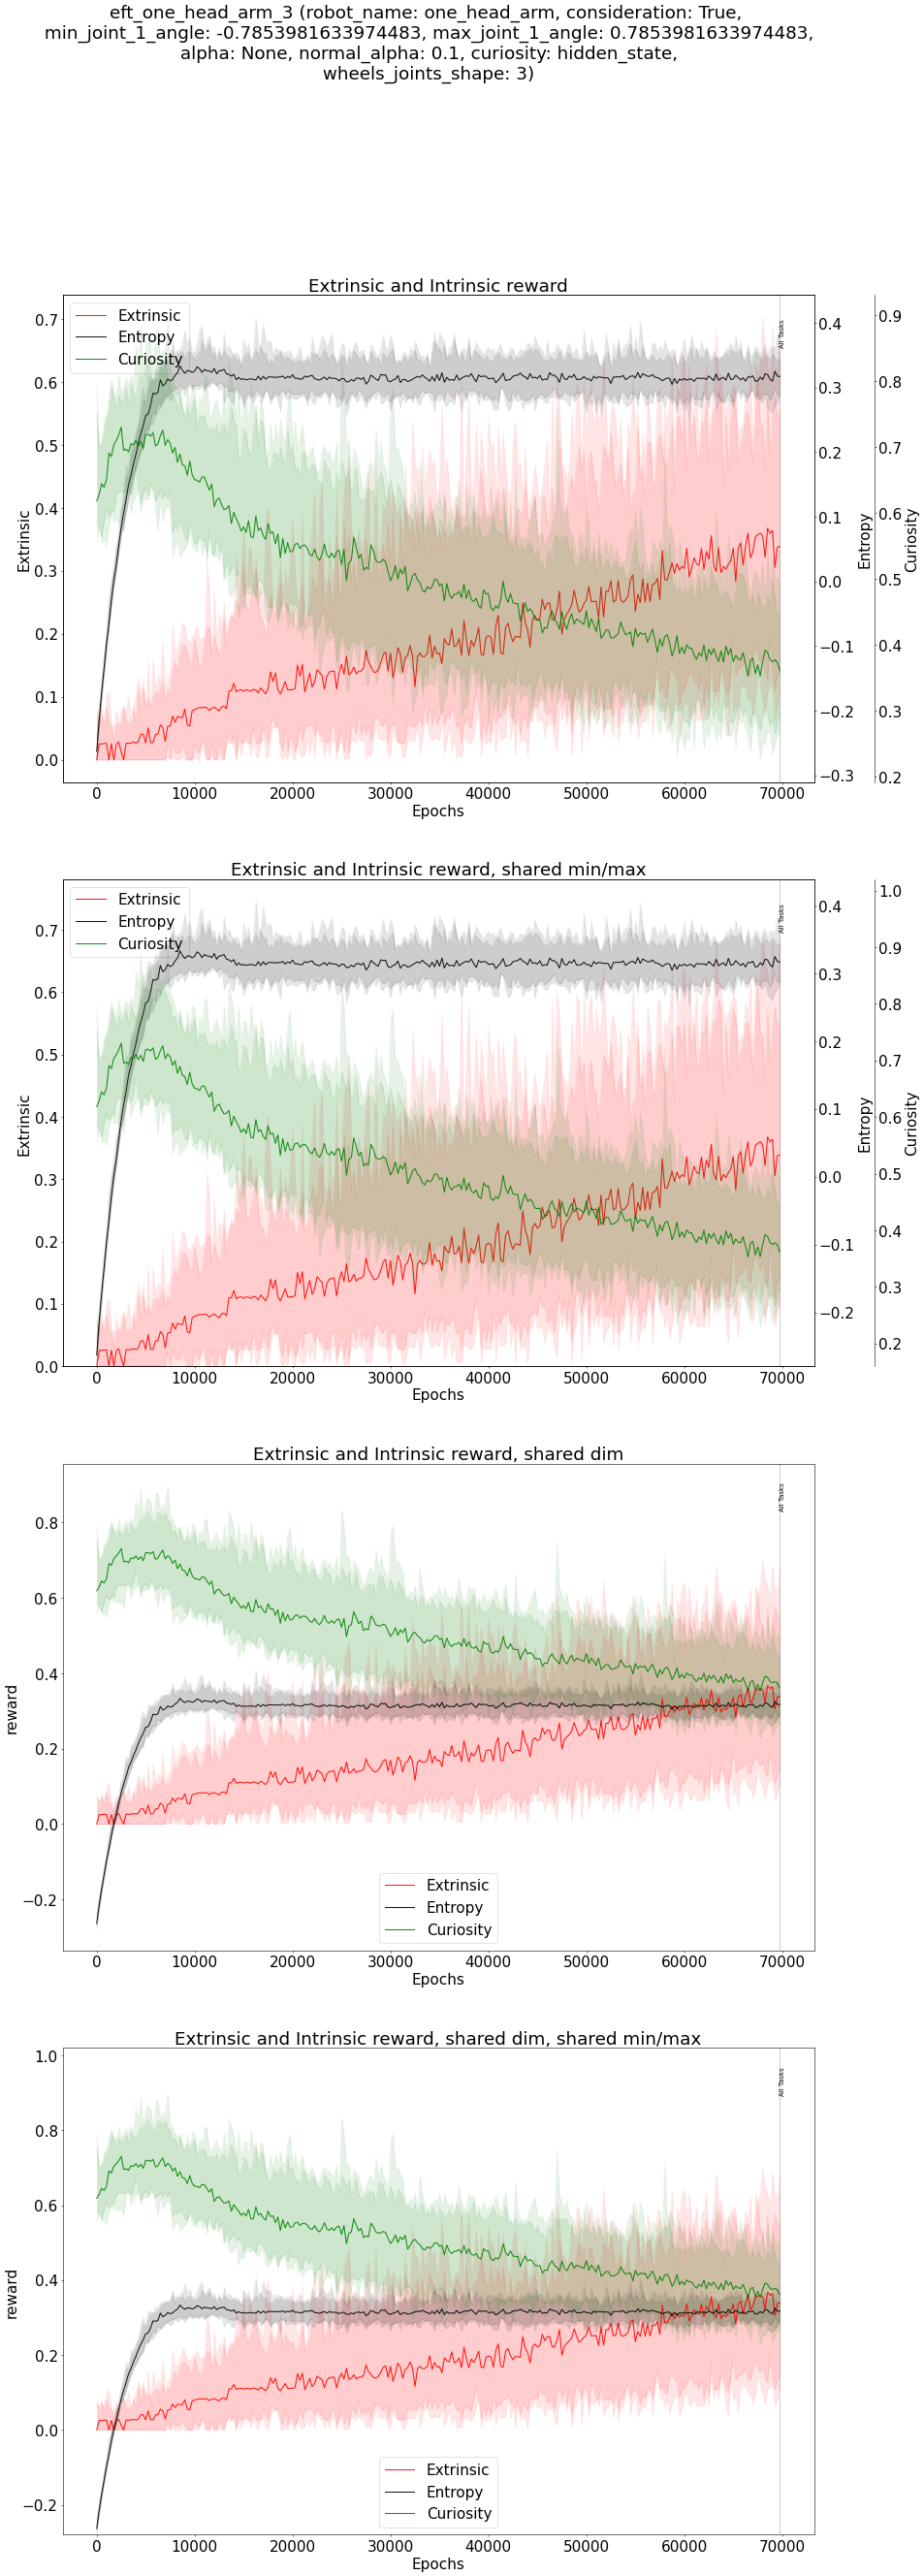 eft_one_head_arm_3 (robot_name: one_head_arm, consideration: True,
min_joint_1_angle: -0.7853981633974483, max_joint_1_angle: 0.7853981633974483,
alpha: None, normal_alpha: 0.1, curiosity: hidden_state,
wheels_joints_shape: 3)
Extrinsic and Intrinsic reward
Extrinsic
Entropy
Curiosity
All Tasks
0.7
0.6
0.5
0.4
0.3
0.2
0.1
0.0
Extrinsic
0.4
0.3
0.2
0.1
0.0
−0.1
−0.2
−0.3
Entropy
0.9
0.8
0.7
0.6
0.5
0.4
0.3
0.2
Curiosity
0 10000 20000 30000 40000 50000 60000 70000
Epochs
Extrinsic and Intrinsic reward, shared min/max
Extrinsic
Entropy
Curiosity
All Tasks
0.7
0.6
0.5
0.4
0.3
0.2
0.1
0.0
Extrinsic
0.4
0.3
0.2
0.1
0.0
−0.1
−0.2
Entropy
1.0
0.9
0.8
0.7
0.6
0.5
0.4
0.3
0.2
Curiosity
0 10000 20000 30000 40000 50000 60000 70000
Epochs
Extrinsic and Intrinsic reward, shared dim
All Tasks
0.8
0.6
0.4
0.2
0.0
−0.2
reward
Extrinsic
Entropy
Curiosity
0 10000 20000 30000 40000 50000 60000 70000
Epochs
Extrinsic and Intrinsic reward, shared dim, shared min/max
All Tasks
1.0
0.8
0.6
0.4
0.2
0.0
−0.2
reward
Extrinsic
Entropy
Curiosity
0 10000 20000 30000 40000 50000 60000 70000
Epochs